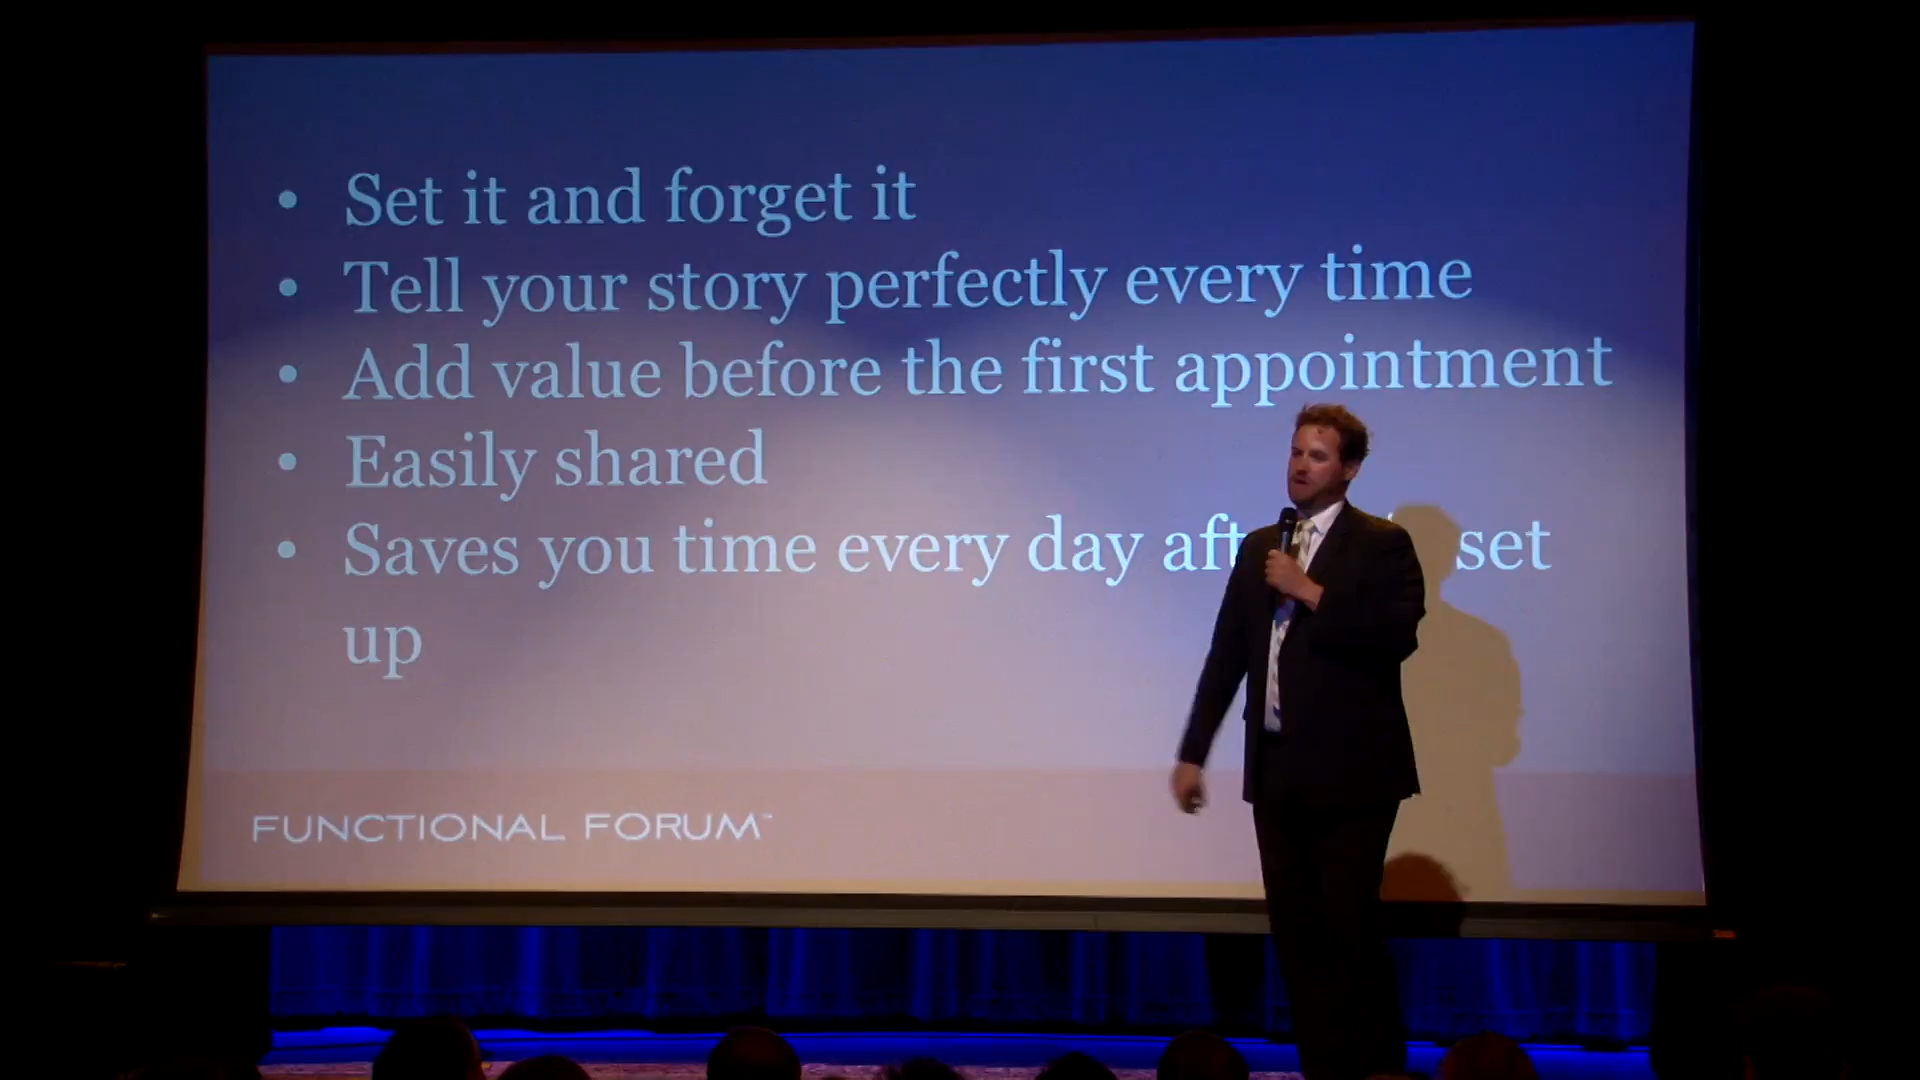 • Set it and forget it
• Tell your story perfectly every time
• Add value before the first appointment
• Easily shared
• Saves you time every day aft set
up
FUNCTIONAL FORUM™